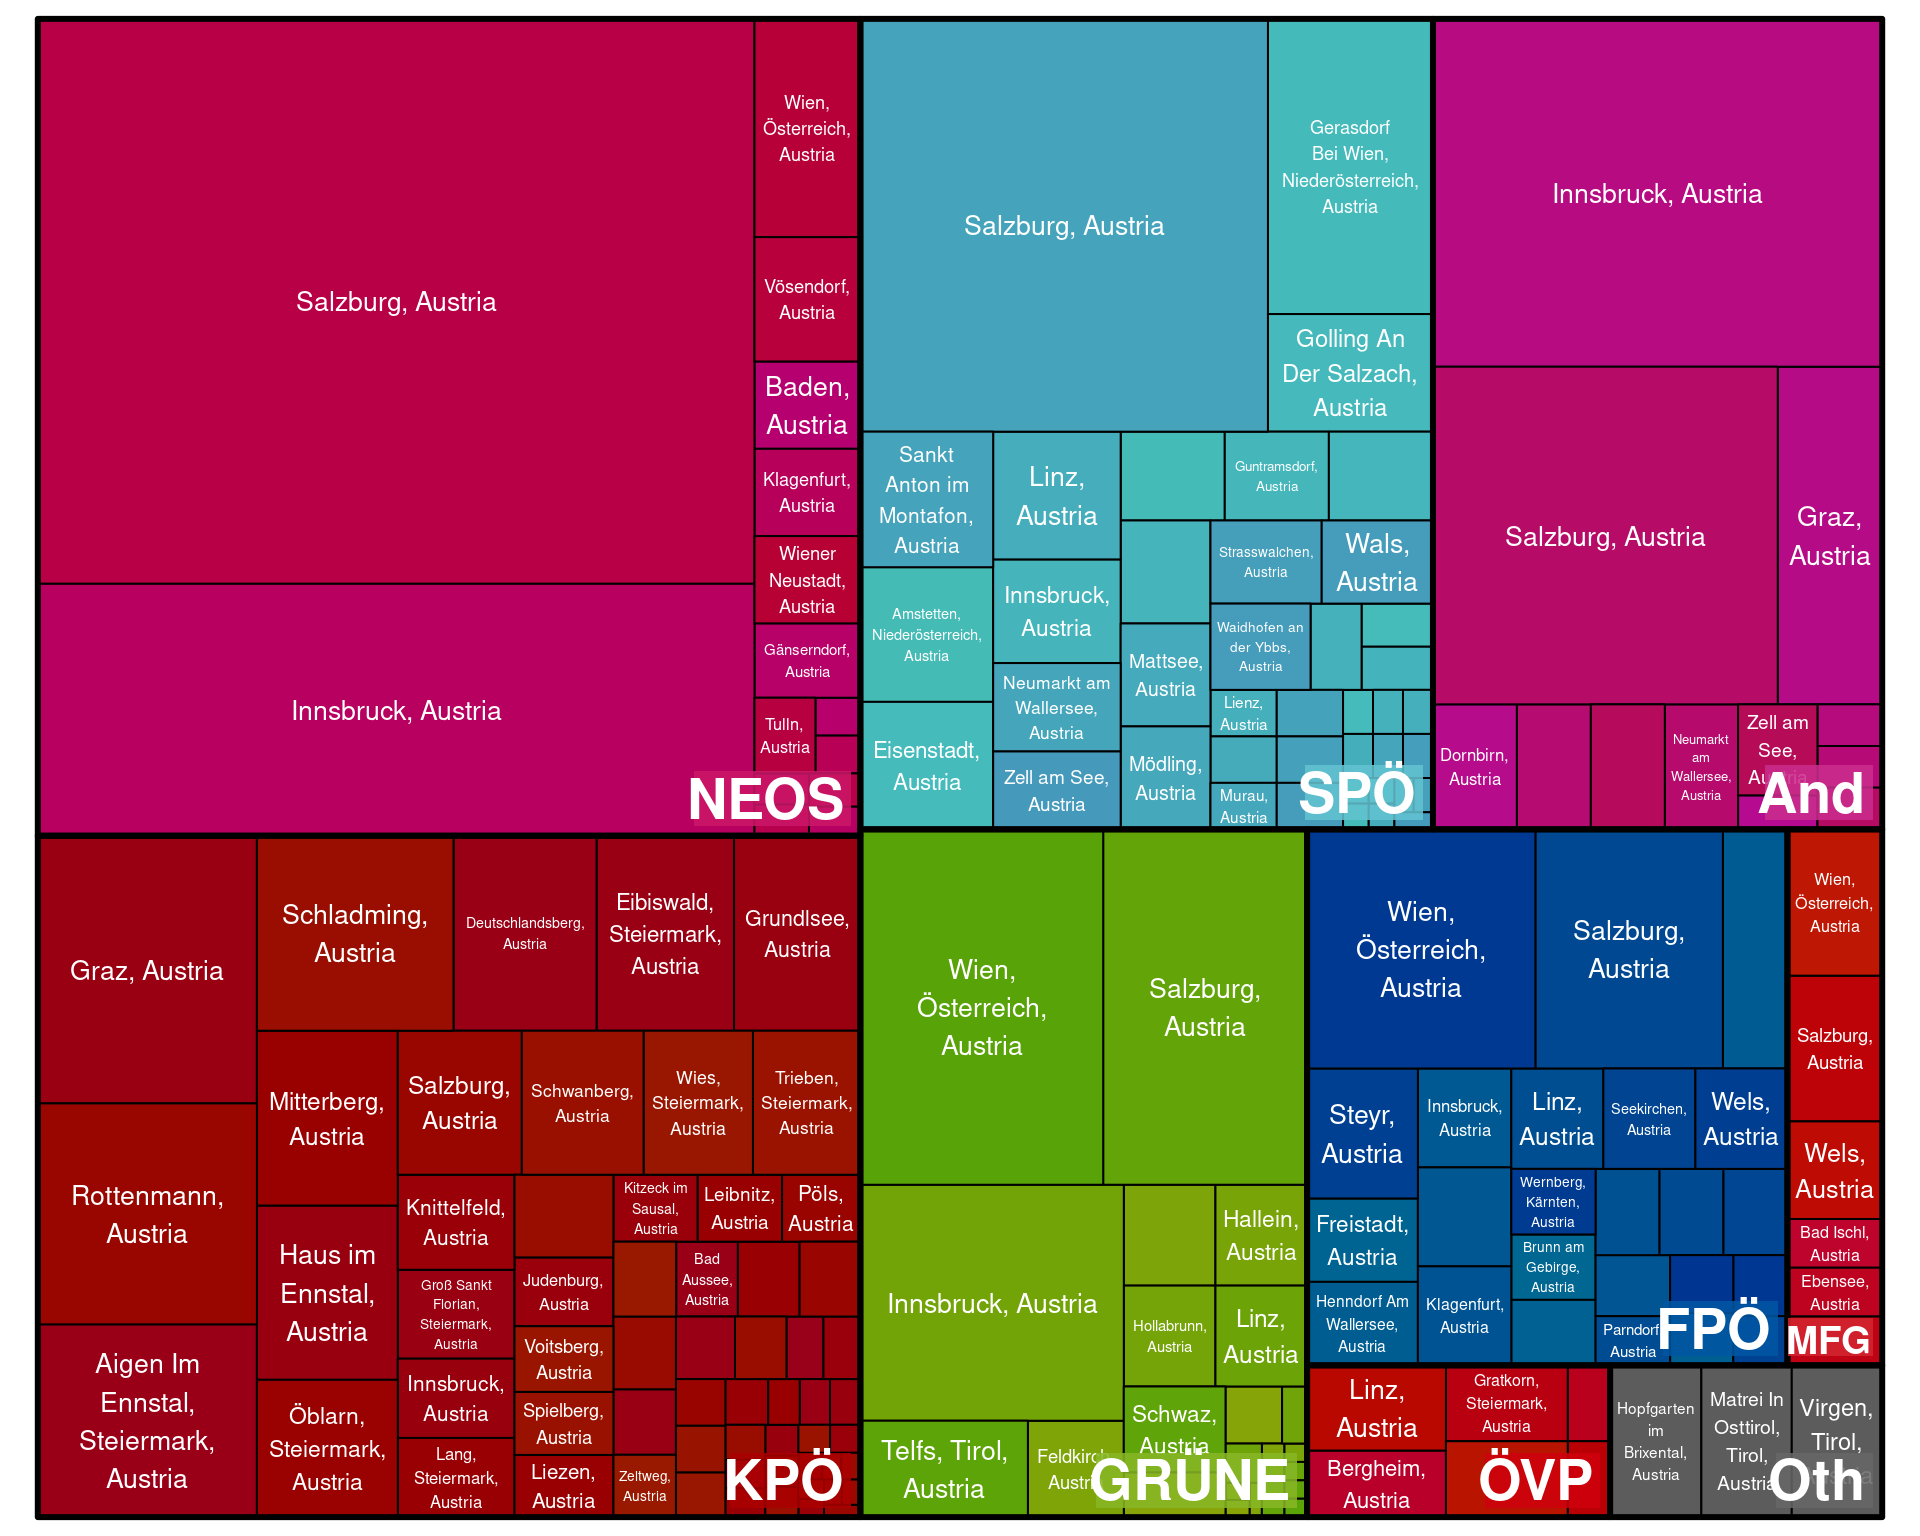 Salzburg, Austria
Wien,
Österreich,
Austria
Vösendorf,
Austria
Baden,
Austria
Klagenfurt,
Austria
Wiener
Neustadt,
Austria
Innsbruck, Austria
Gänserndorf,
Austria
Tulln,
Austria
NEOS
Salzburg, Austria
Gerasdorf
Bei Wien,
Niederösterreich,
Austria
Golling An
Der Salzach,
Austria
Sankt
Anton im
Montafon,
Austria
Linz,
Austria
Guntramsdorf,
Austria
Amstetten,
Niederösterreich,
Austria
Innsbruck,
Austria
Strasswalchen,
Austria
Wals,
Austria
Eisenstadt,
Austria
Neumarkt am
Wallersee,
Austria
Mattsee,
Austria
Waidhofen an
der Ybbs,
Austria
Zell am See,
Austria
Mödling,
Austria
Lienz,
Austria
Murau,
Austria
SPÖ
Innsbruck, Austria
Salzburg, Austria
Graz,
Austria
Dornbirn,
Austria
Neumarkt
am
Wallersee,
Austria
Zell am
See,
And
Graz, Austria
Schladming,
Austria
Deutschlandsberg,
Austria
Eibiswald,
Steiermark,
Austria
Grundlsee,
Austria
Rottenmann,
Austria
Mitterberg,
Austria
Salzburg,
Austria
Schwanberg,
Austria
Wies,
Steiermark,
Austria
Trieben,
Steiermark,
Austria
Aigen Im
Ennstal,
Steiermark,
Austria
Haus im
Ennstal,
Austria
Knittelfeld,
Austria
Kitzeck im
Sausal,
Austria
Leibnitz,
Austria
Pöls,
Austria
Öblarn,
Steiermark,
Austria
Groß Sankt
Florian,
Steiermark,
Austria
Judenburg,
Austria
Bad
Aussee,
Austria
Innsbruck,
Austria
Voitsberg,
Austria
Lang,
Steiermark,
Austria
Spielberg,
Austria
Liezen,
Austria
Zeltweg,
Austria
KPÖ
Wien,
Österreich,
Austria
Salzburg,
Austria
Innsbruck, Austria
Hallein,
Austria
Hollabrunn,
Austria
Linz,
Austria
Telfs, Tirol,
Austria
Feldkirch,
Austria
Schwaz,
Austria
GRÜNE
Wien,
Österreich,
Austria
Salzburg,
Austria
Steyr,
Austria
Innsbruck,
Austria
Linz,
Austria
Seekirchen,
Austria
Wels,
Austria
Freistadt,
Austria
Wernberg,
Kärnten,
Austria
Henndorf Am
Wallersee,
Austria
Klagenfurt,
Austria
Brunn am
Gebirge,
Austria
Parndorf,
Austria
FPÖ
Wien,
Österreich,
Austria
Salzburg,
Austria
Wels,
Austria
Bad Ischl,
Austria
Ebensee,
Austria
MFG
Linz,
Austria
Gratkorn,
Steiermark,
Austria
Bergheim,
Austria
ÖVP
Hopfgarten
im
Brixental,
Austria
Matrei In
Osttirol,
Tirol,
Austria
Virgen,
Tirol,
Oth